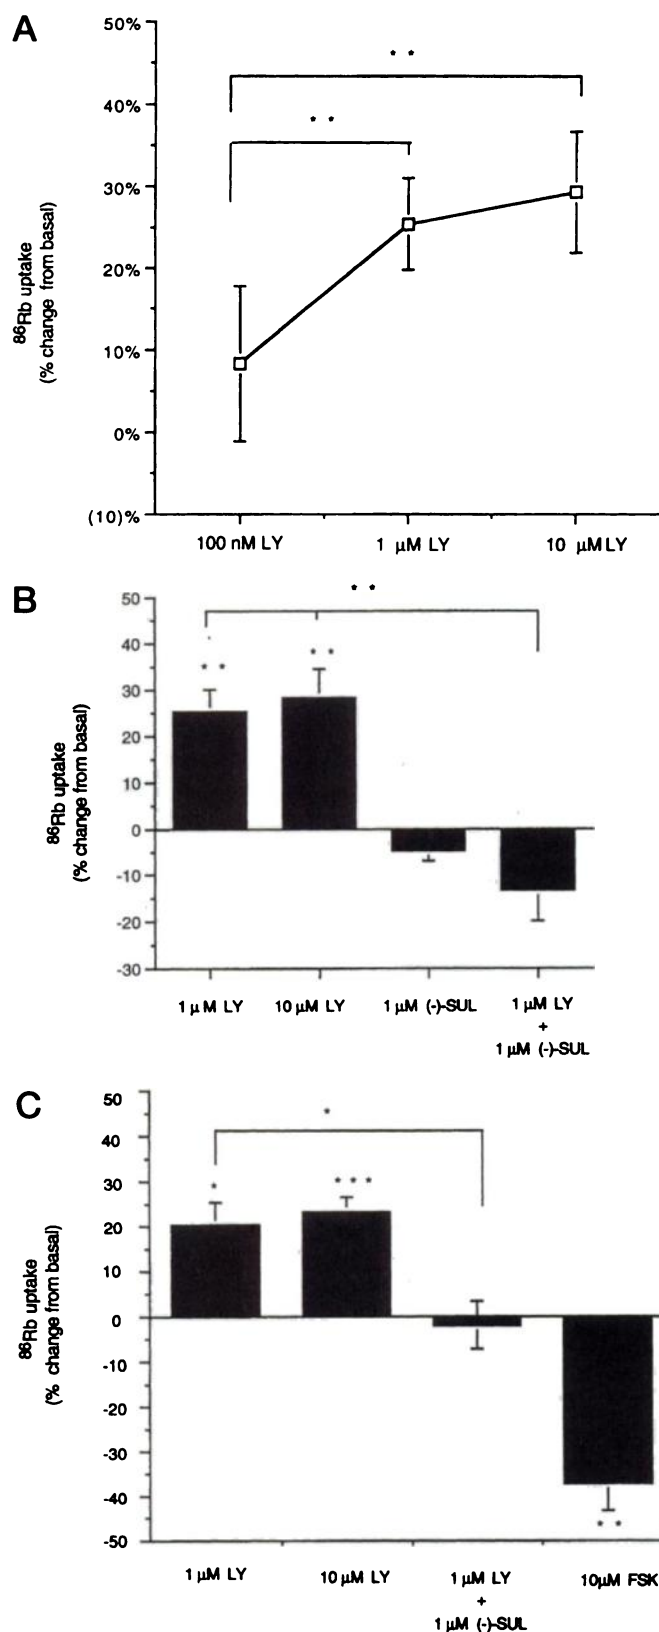 A
50%
* *
40%
* *
30%
20%
10%
0%
(10)%
86Rb uptake
(% change from basal)
100 nM LY 1 μM LY 10 μM LY
B
* *
50
40
* * * *
30
20
10
0
-10
-20
-30
86Rb uptake
(% change from basal)
1 μM LY 10 μM LY 1 μM (-)-SUL 1 μM LY
+
1 μM (-)-SUL
C
50
*
40
30
* * * *
20
10
0
-10
-20
-30
-40
* *
-50
86Rb uptake
(% change from basal)
1 μM LY 10 μM LY 1 μM LY 10μM FSK
+
1 μM (-)-SUL